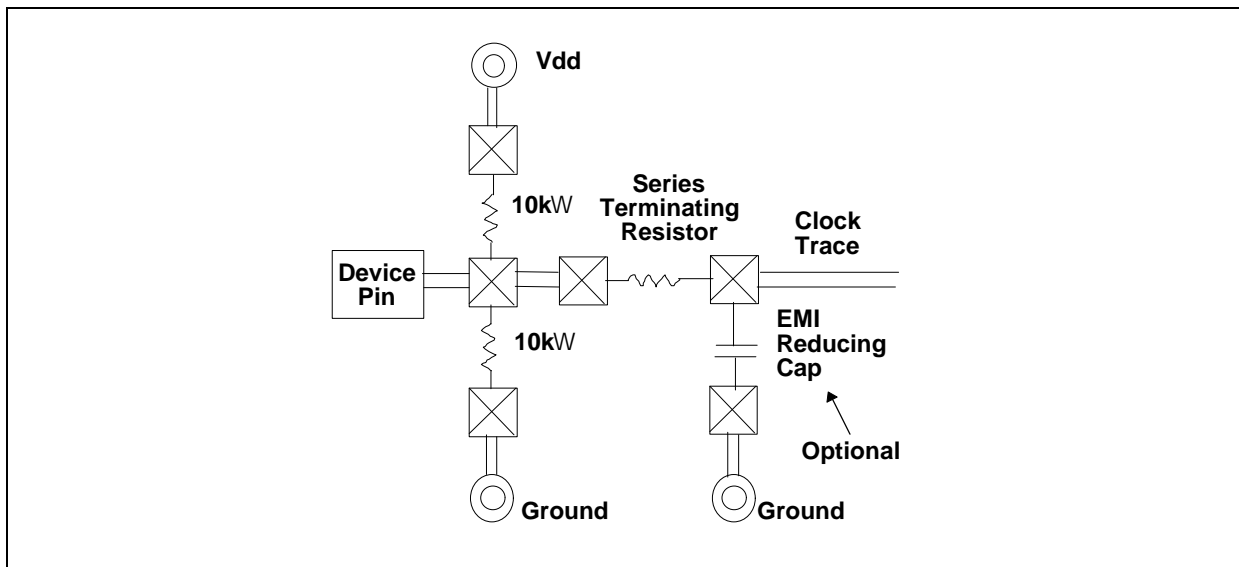 Vdd
10kW
Series
Terminating
Resistor
Clock
Trace
Device
Pin
10kW
EMI
Reducing
Cap
Optional
Ground
Ground